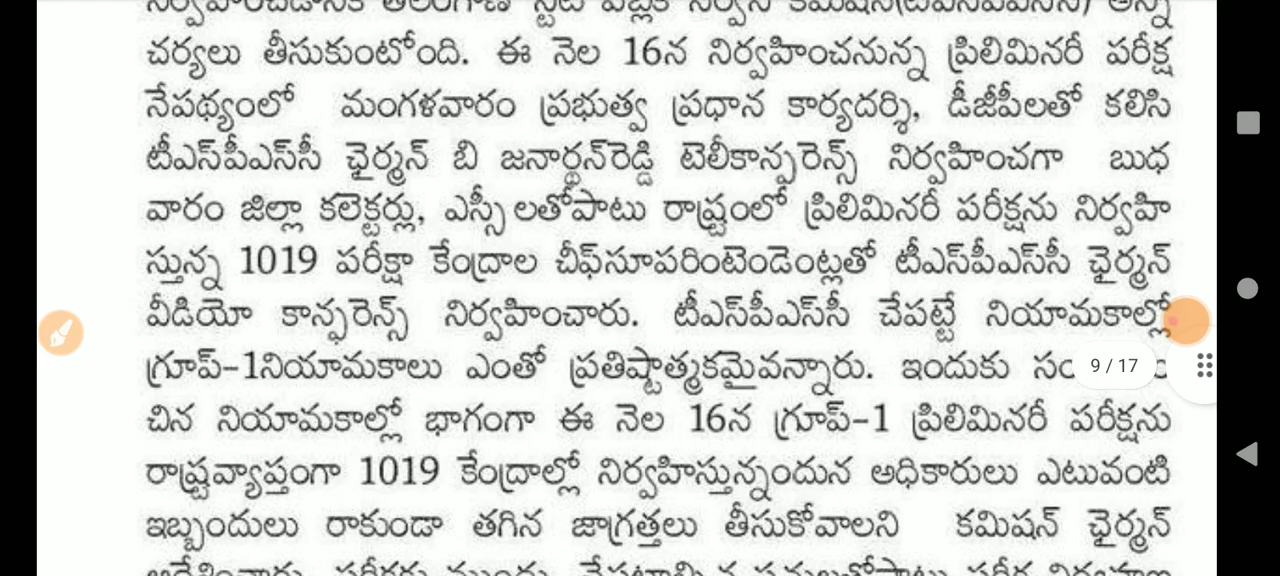 చర్యలు తీసుకుంటోంది. ఈ నెల 16న నిర్వహించనున్న ప్రిలిమినరీ పరీక్ష
నేపథ్యంలో మంగళవారం ప్రభుత్వ ప్రధాన కార్యదర్శి, డీజీపీలతో కలిసి
టీఎస్‌పీఎస్‌సీ ఛైర్మన్ బి జనార్థన్‌రెడ్డి టెలీకాన్ఫరెన్స్ నిర్వహించగా బుధ
వారం జిల్లా కలెక్టర్లు, ఎస్పీలతోపాటు రాష్ట్రంలో ప్రిలిమినరీ పరీక్షను నిర్వహి
స్తున్న 1019 పరీక్షా కేంద్రాల చీఫ్‌సూపరింటెండెంట్లతో టీఎస్‌పీఎస్‌సీ ఛైర్మన్
వీడియో కాన్ఫరెన్స్ నిర్వహించారు. టీఎస్‌పీఎస్‌సీ చేపట్టే నియామకాల్లో
గ్రూప్-1నియామకాలు ఎంతో ప్రతిష్టాత్మకమైవన్నారు. ఇందుకు
9 / 17
చిన నియామకాల్లో భాగంగా ఈ నెల 16న గ్రూప్-1 ప్రిలిమినరీ పరీక్షను
రాష్ట్రవ్యాప్తంగా 1019 కేంద్రాల్లో నిర్వహిస్తున్నందున అధికారులు ఎటువంటి
ఇబ్బందులు రాకుండా తగిన జాగ్రత్తలు తీసుకోవాలని కమిషన్ ఛైర్మన్